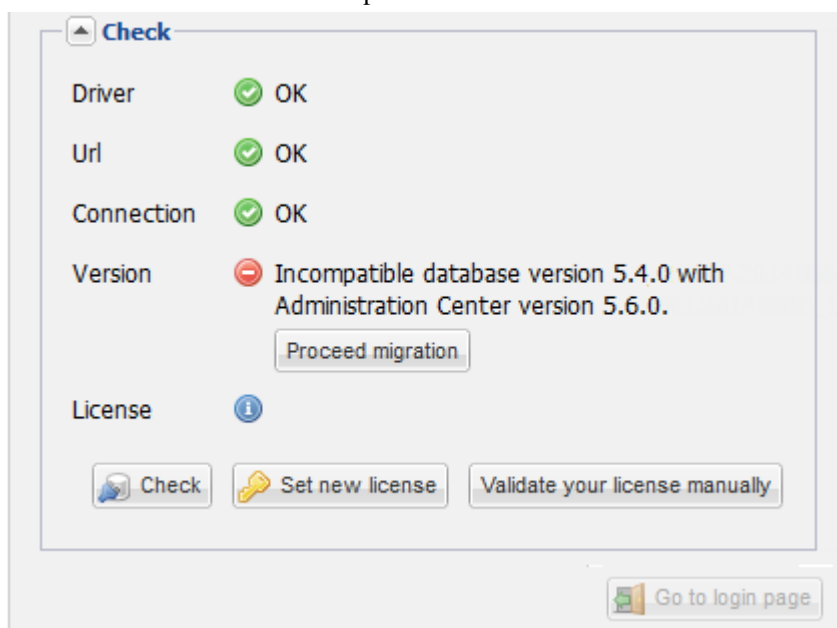 Check
Driver OK
Url OK
Connection OK
Version Incompatible database version 5.4.0 with
Administration Center version 5.6.0.
Proceed migration
License
Check Set new license Validate your license manually
Go to login page